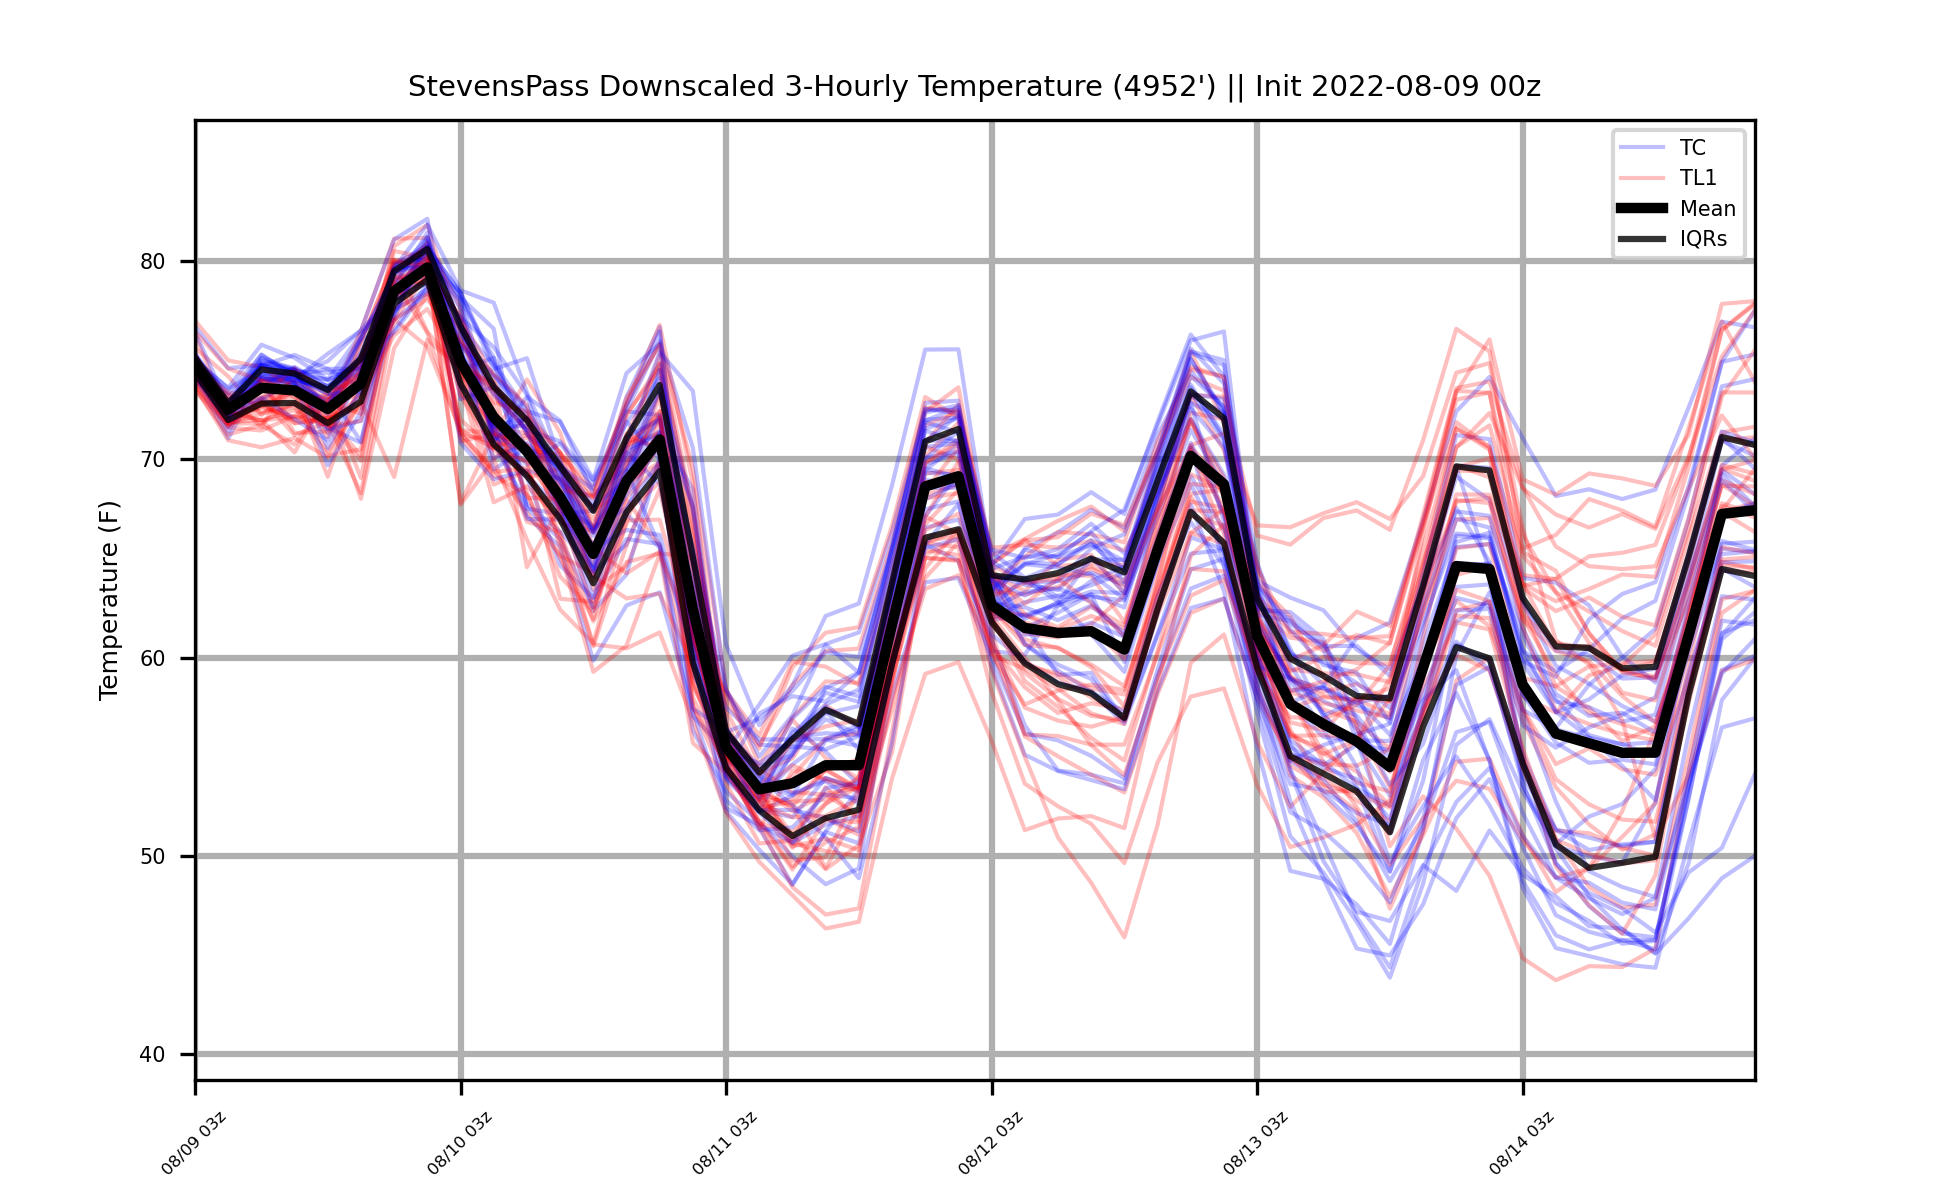 StevensPass Downscaled 3-Hourly Temperature (4952') || Init 2022-08-09 00z
TC
TL1
Mean
IQRs
Temperature (F)
80
70
60
50
40
08/09 03z
08/10 03z
08/11 03z
08/12 03z
08/13 03z
08/14 03z